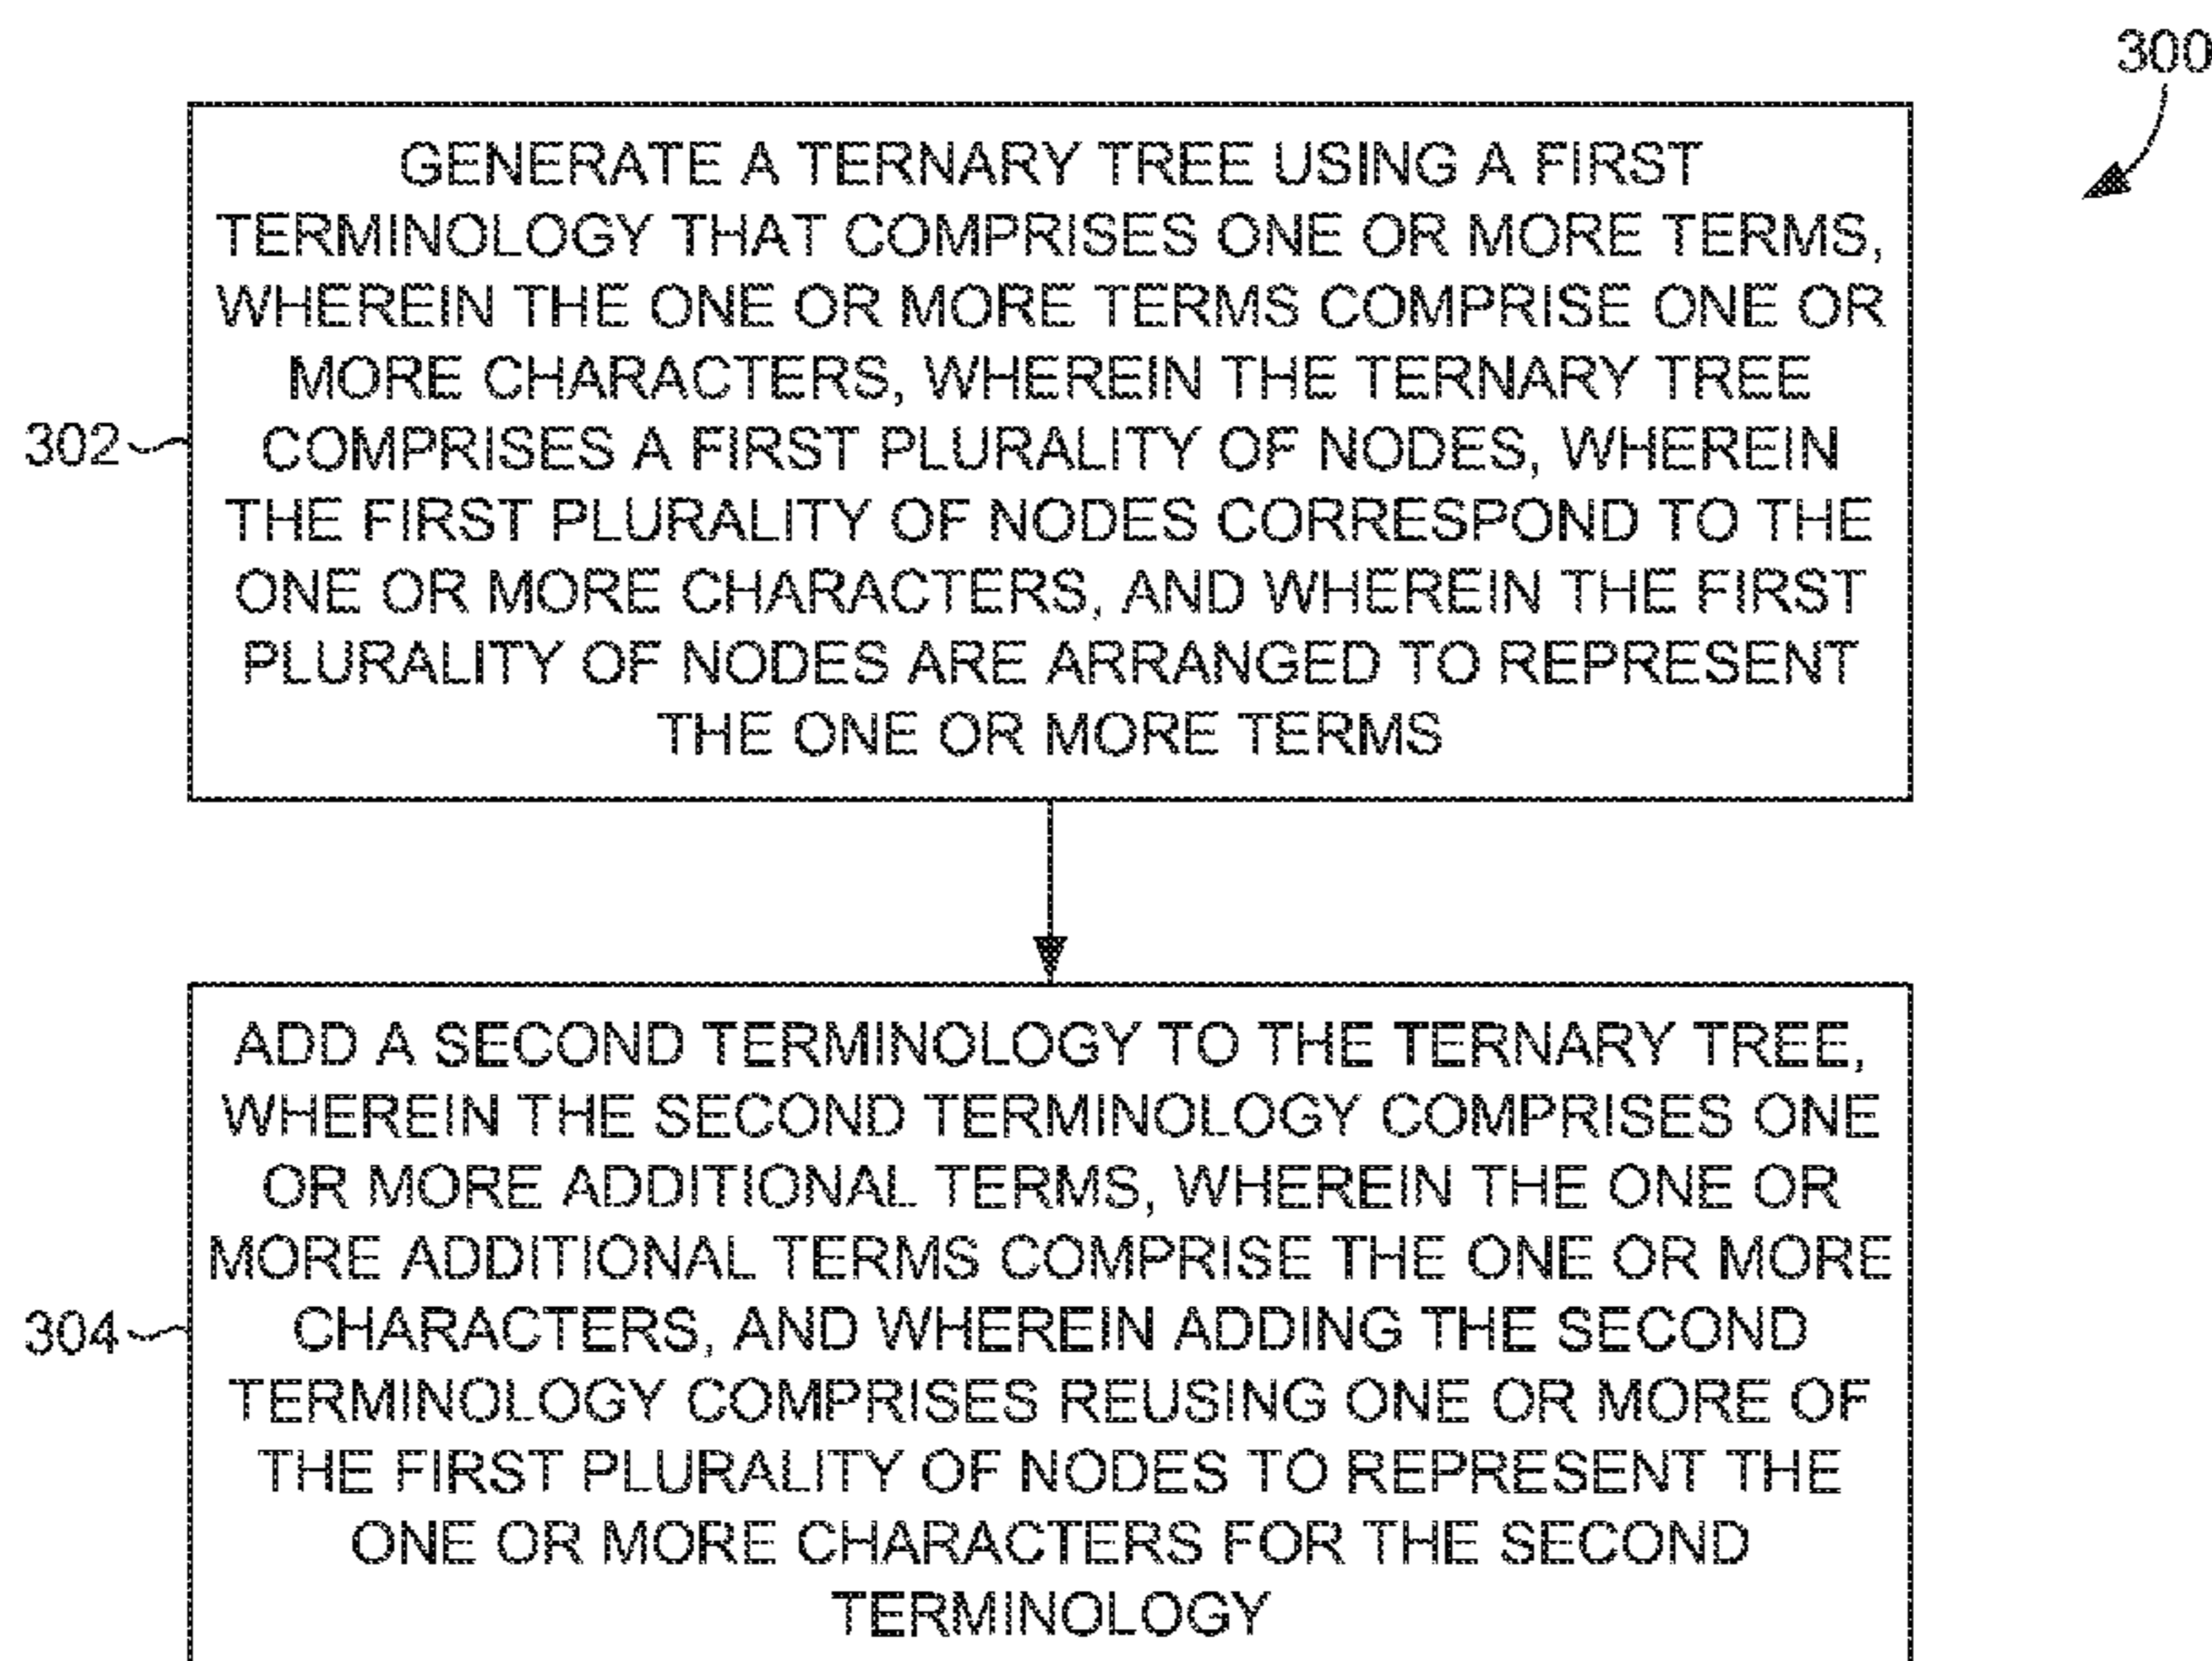 300
GENERATE A TERNARY TREE USING A FIRST
TERMINOLOGY THAT COMPRISES ONE OR MORE TERMS,
WHEREIN THE ONE OR MORE TERMS COMPRISE ONE OR
MORE CHARACTERS, WHEREIN THE TERNARY TREE
302
COMPRISES A FIRST PLURALITY OF NODES, WHEREIN
THE FIRST PLURALITY OF NODES CORRESPOND TO THE
ONE OR MORE CHARACTERS, AND WHEREIN THE FIRST
PLURALITY OF NODES ARE ARRANGED TO REPRESENT
THE ONE OR MORE TERMS
ADD A SECOND TERMINOLOGY TO THE TERNARY TREE,
WHEREIN THE SECOND TERMINOLOGY COMPRISES ONE
OR MORE ADDITIONAL TERMS, WHEREIN THE ONE OR
MORE ADDITIONAL TERMS COMPRISE THE ONE OR MORE
304
CHARACTERS, AND WHEREIN ADDING THE SECOND
TERMINOLOGY COMPRISES REUSING ONE OR MORE OF
THE FIRST PLURALITY OF NODES TO REPRESENT THE
ONE OR MORE CHARACTERS FOR THE SECOND
TERMINOLOGY